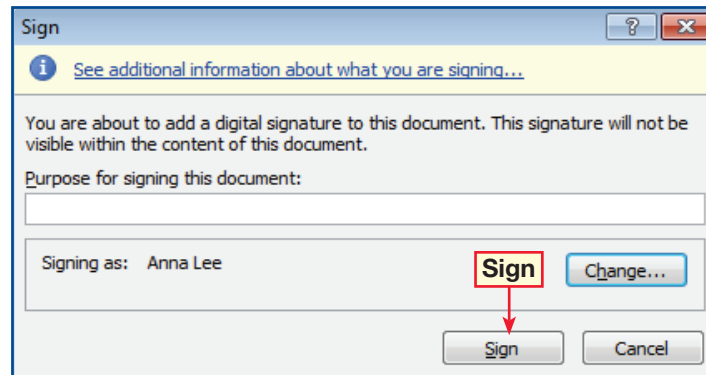 Sign
See additional information about what you are signing...
You are about to add a digital signature to this document. This signature will not be
visible within the content of this document.
Purpose for signing this document:
Signing as: Anna Lee
Sign
Change...
Sign
Cancel